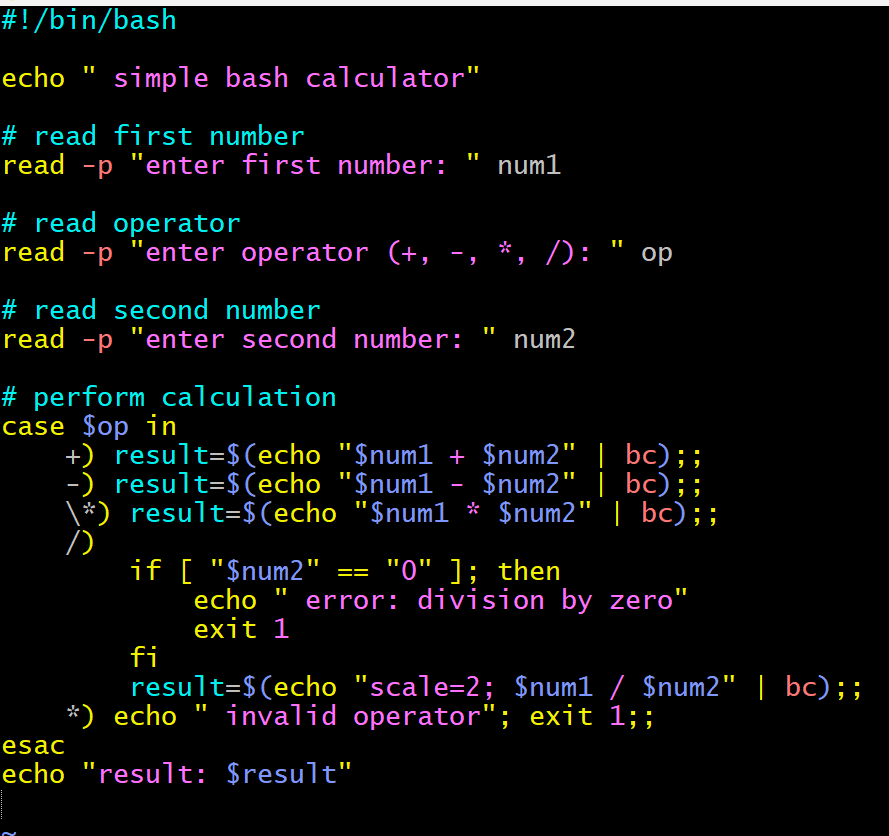 #!/bin/bash

echo " simple bash calculator"

# read first number
read -p "enter first number: " num1

# read operator
read -p "enter operator (+, -, *, /): " op

# read second number
read -p "enter second number: " num2

# perform calculation
case $op in
    +) result=$(echo "$num1 + $num2" | bc);;
    -) result=$(echo "$num1 - $num2" | bc);;
    \*) result=$(echo "$num1 * $num2" | bc);;
    /)
        if [ "$num2" == "0" ]; then
            echo " error: division by zero"
            exit 1
        fi
        result=$(echo "scale=2; $num1 / $num2" | bc);;
    *) echo " invalid operator"; exit 1;;
esac
echo "result: $result"

~